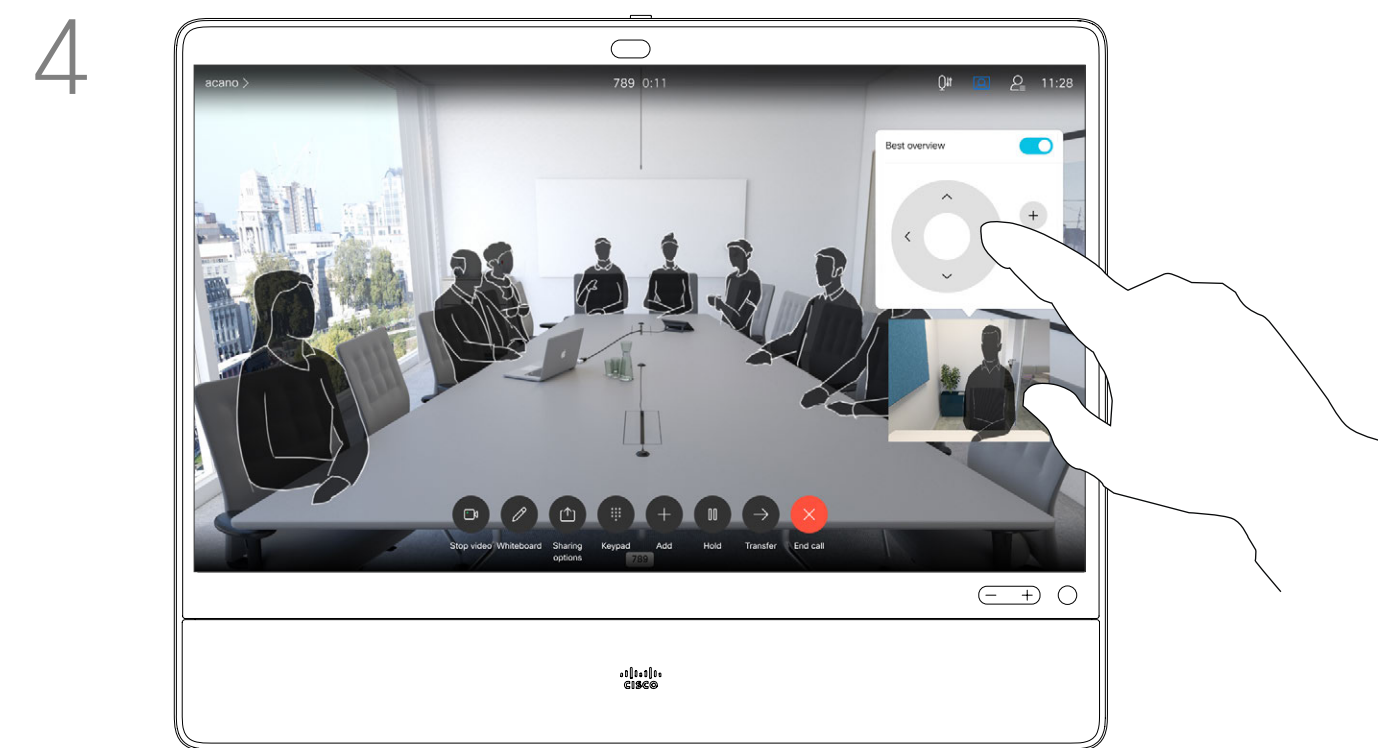 4
acano >
789 0:11
11:28
Best overview
+
Stop video
Whiteboard
Sharing
options
Keypad
Add
Hold
Transfer
End call
789
− +
CISCO